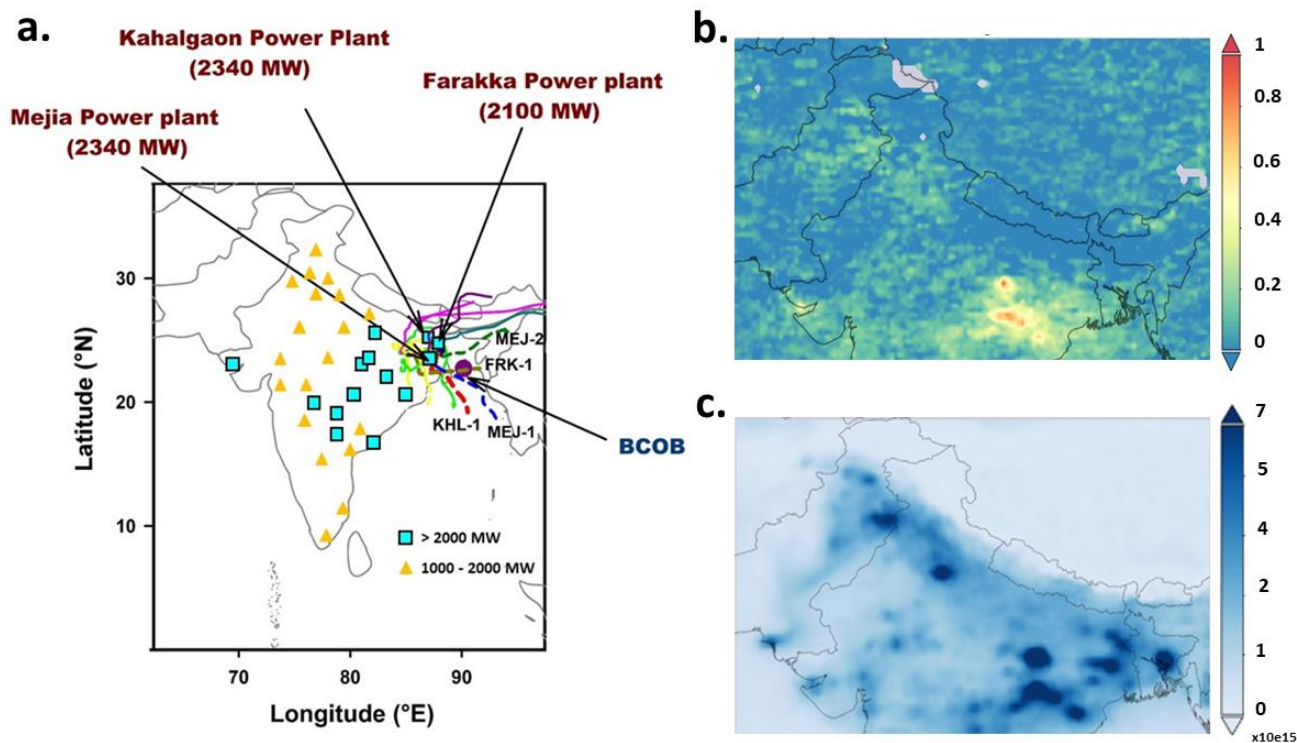 a.
Kahalgaon Power Plant
(2340 MW)
Farakka Power plant
(2100 MW)
Mejia Power plant
(2340 MW)
30
20
10
Latitude (°N)
MEJ-2
FRK-1
KHL-1
MEJ-1
BCOB
> 2000 MW
1000 - 2000 MW
70
80
90
Longitude (°E)
b.
1
0.8
0.6
0.4
0.2
0
c.
7
5
4
2
1
0
x10e15